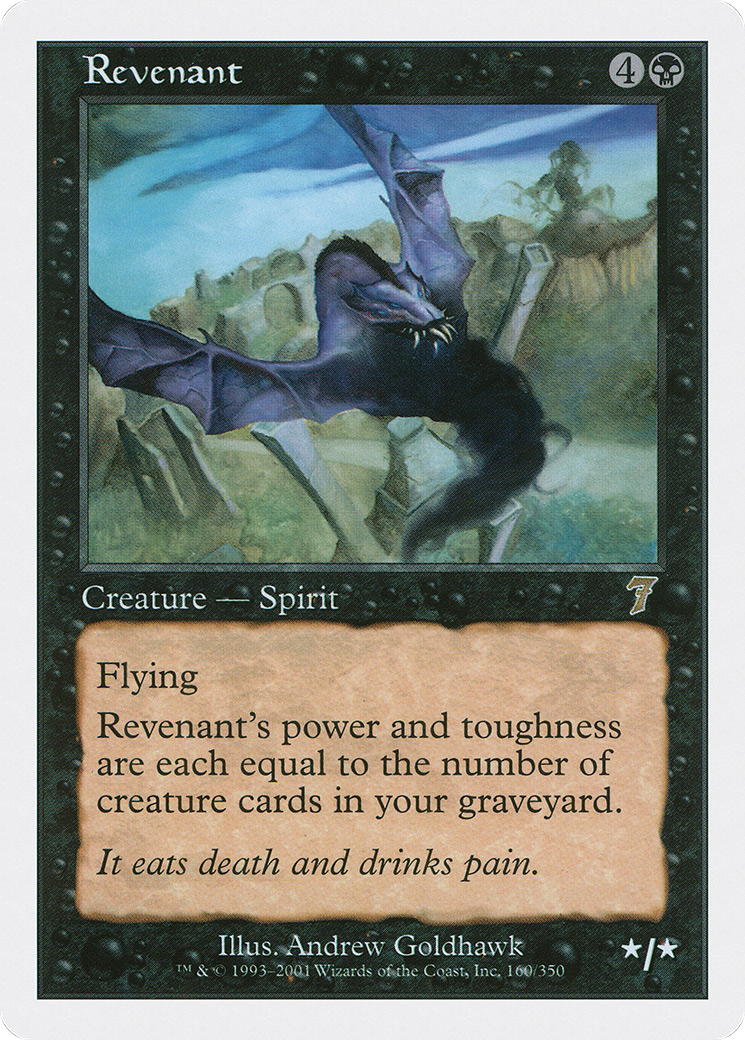 Revenant 4
Creature — Spirit 7
Flying
Revenant's power and toughness
are each equal to the number of
creature cards in your graveyard.
It eats death and drinks pain.
Illus. Andrew Goldhawk
™ & © 1993–2001 Wizards of the Coast, Inc. 160/350
★/★